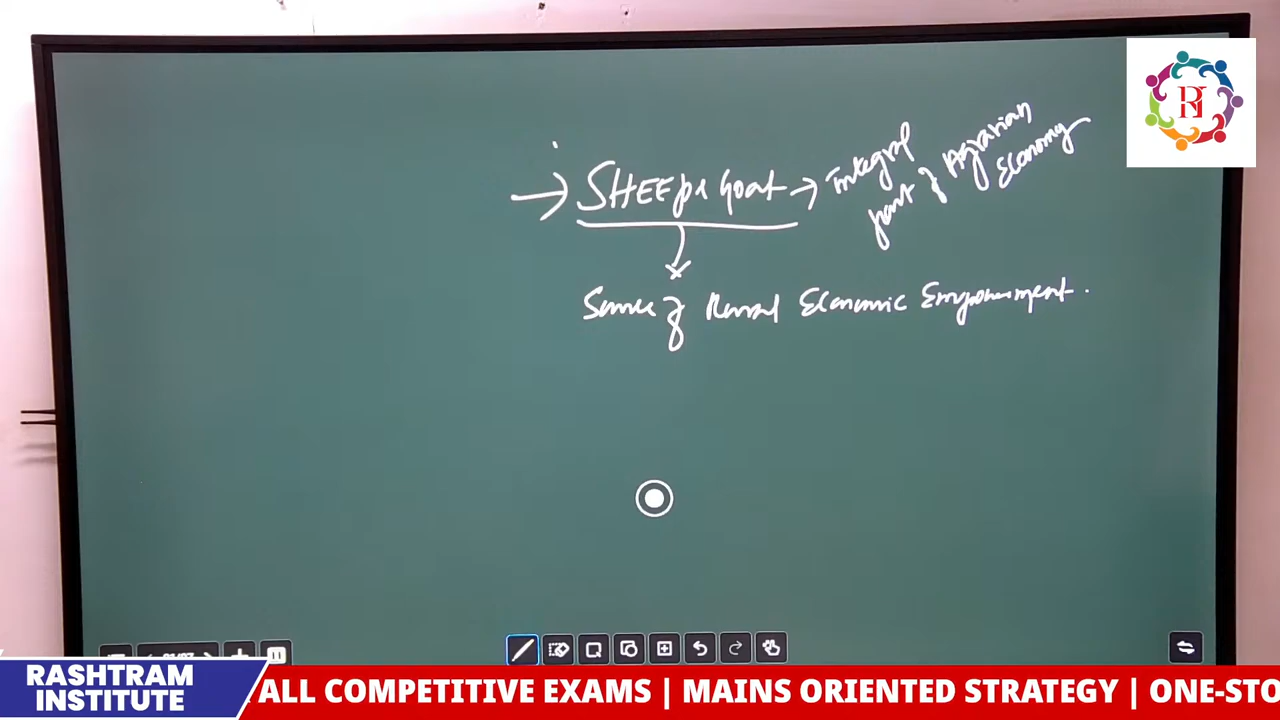 → SHEEP & Goat → Integral part of Agrarian Economy
Source of Rural Economic Empowerment.
RI
RASHTRAM INSTITUTE
ALL COMPETITIVE EXAMS | MAINS ORIENTED STRATEGY | ONE-STO